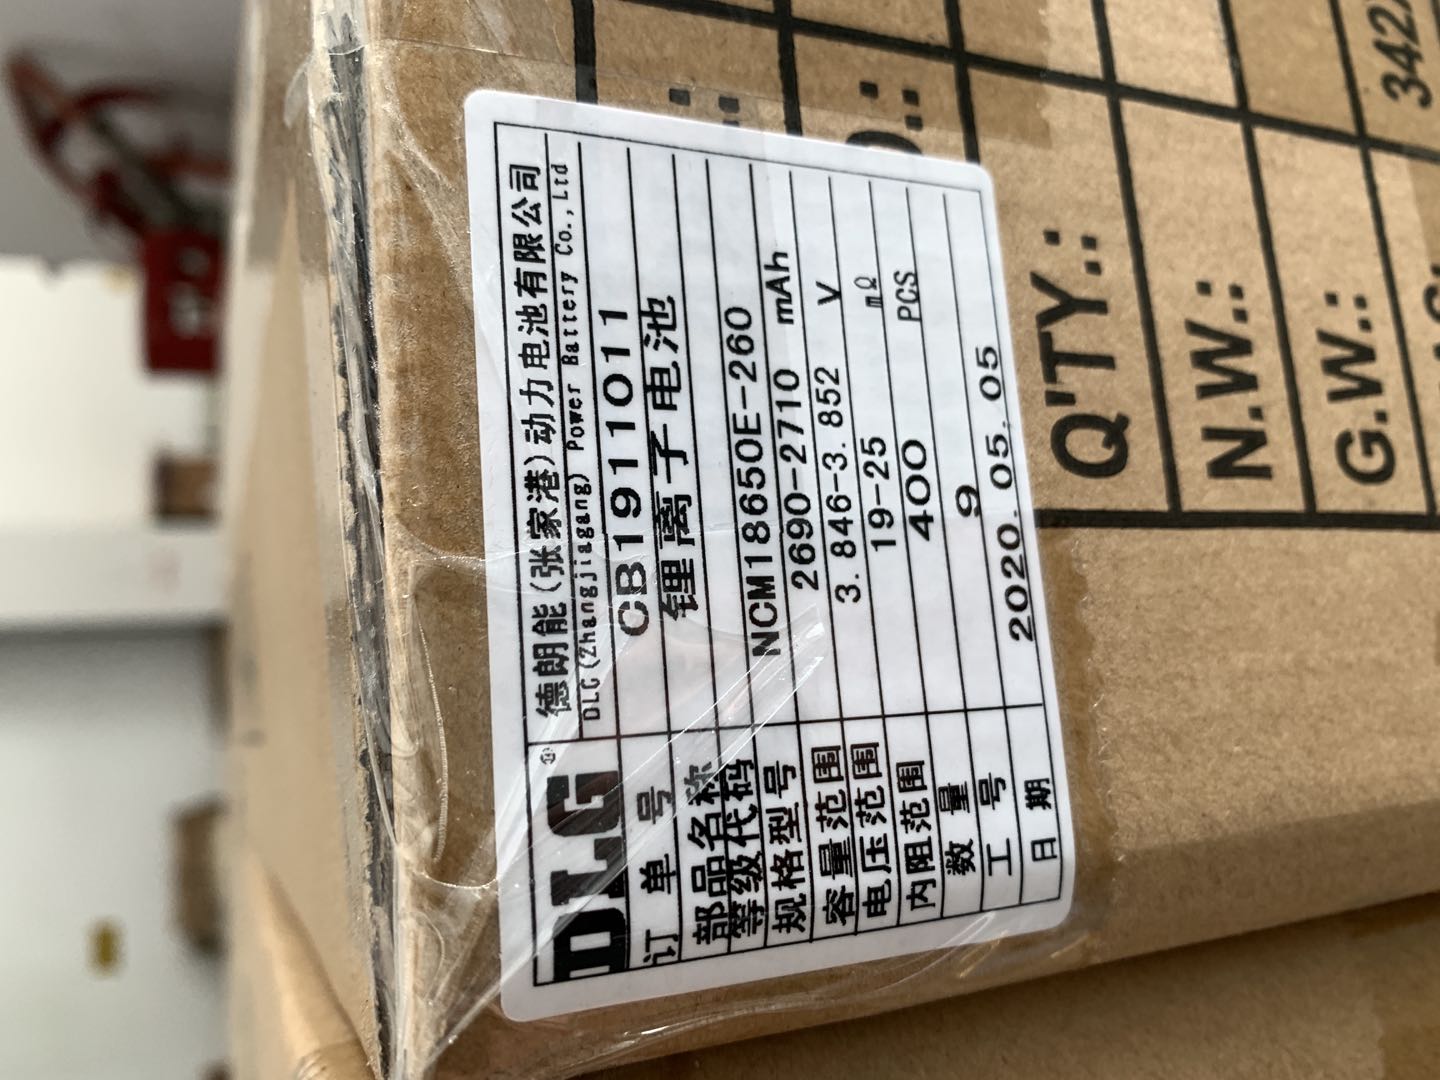 DLG®
德朗能(张家港)动力电池有限公司
DLG(Zhangjiagang) Power Battery Co.,Ltd
订 单 号 CB1911011
部品名称 锂离子电池
等级代码
规格型号 NCM18650E-260
容量范围 2690-2710 mAh
电压范围 3.846-3.852 V
内阻范围 19-25 mΩ
数 量 400 PCS
工 号 9
日 期 2020.05.05
Q'TY.:
N.W.:
G.W.:
342